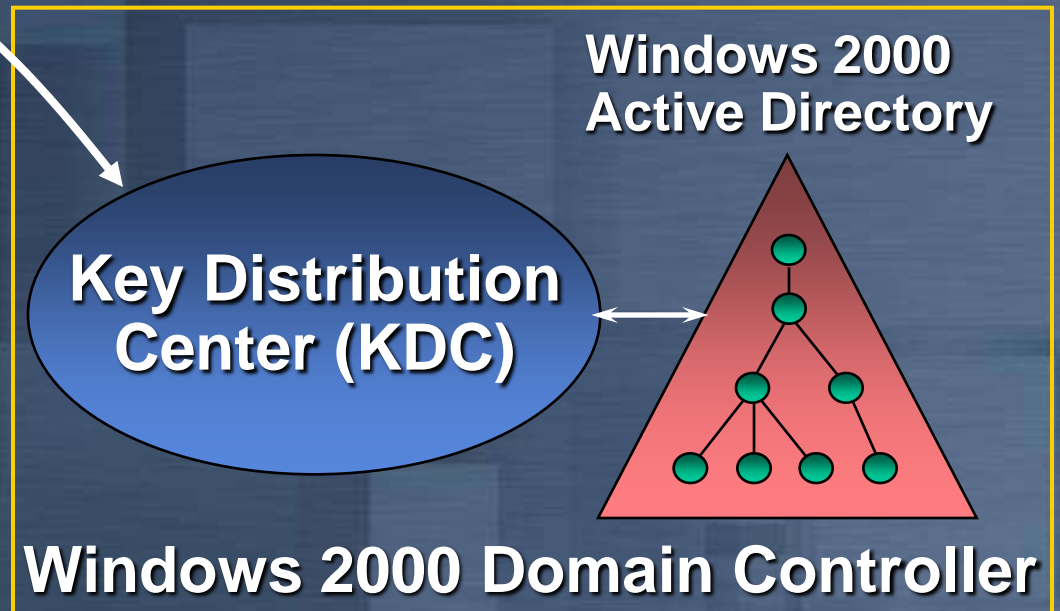 Windows 2000
Active Directory
Key Distribution
Center (KDC)
Windows 2000 Domain Controller